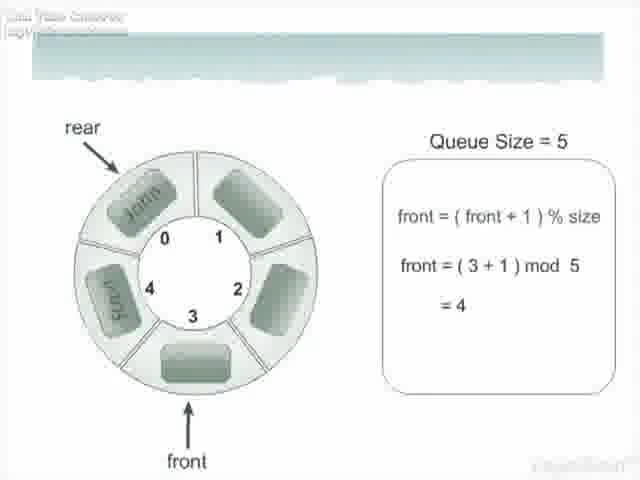 rear
Queue Size = 5
front = ( front + 1 ) % size
front = ( 3 + 1 ) mod 5
= 4
0
1
4
2
3
front